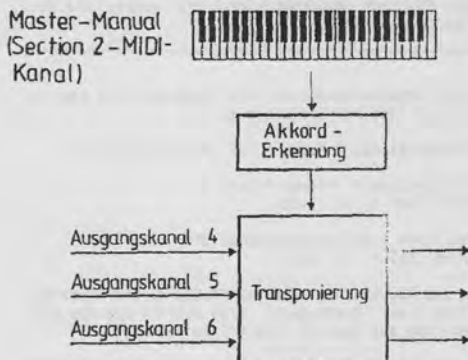 Master-Manual
(Section 2-MIDI-
Kanal)
Akkord-
Erkennung
Ausgangskanal 4
Ausgangskanal 5
Transponierung
Ausgangskanal 6